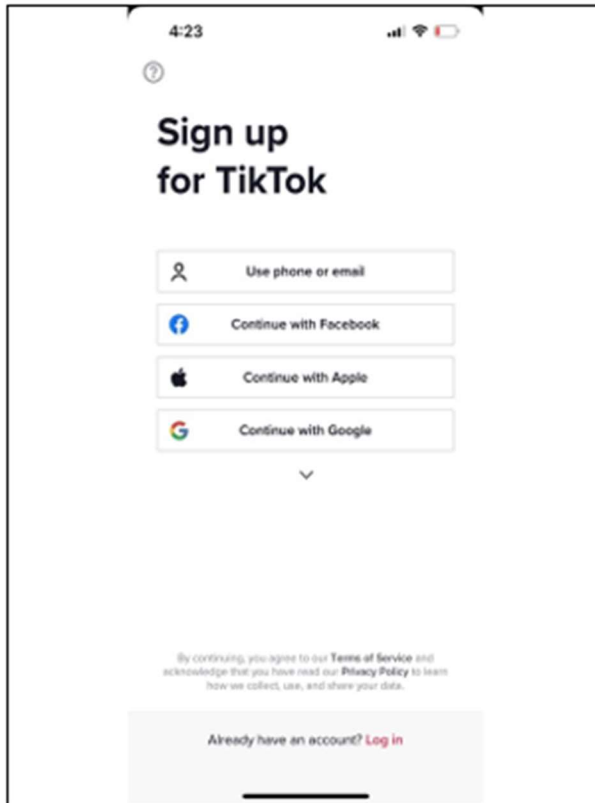 4:23
Sign up
for TikTok
Use phone or email
Continue with Facebook
Continue with Apple
Continue with Google
By continuing, you agree to our Terms of Service and
acknowledge that you have read our Privacy Policy to learn
how we collect, use, and share your data.
Already have an account? Log in